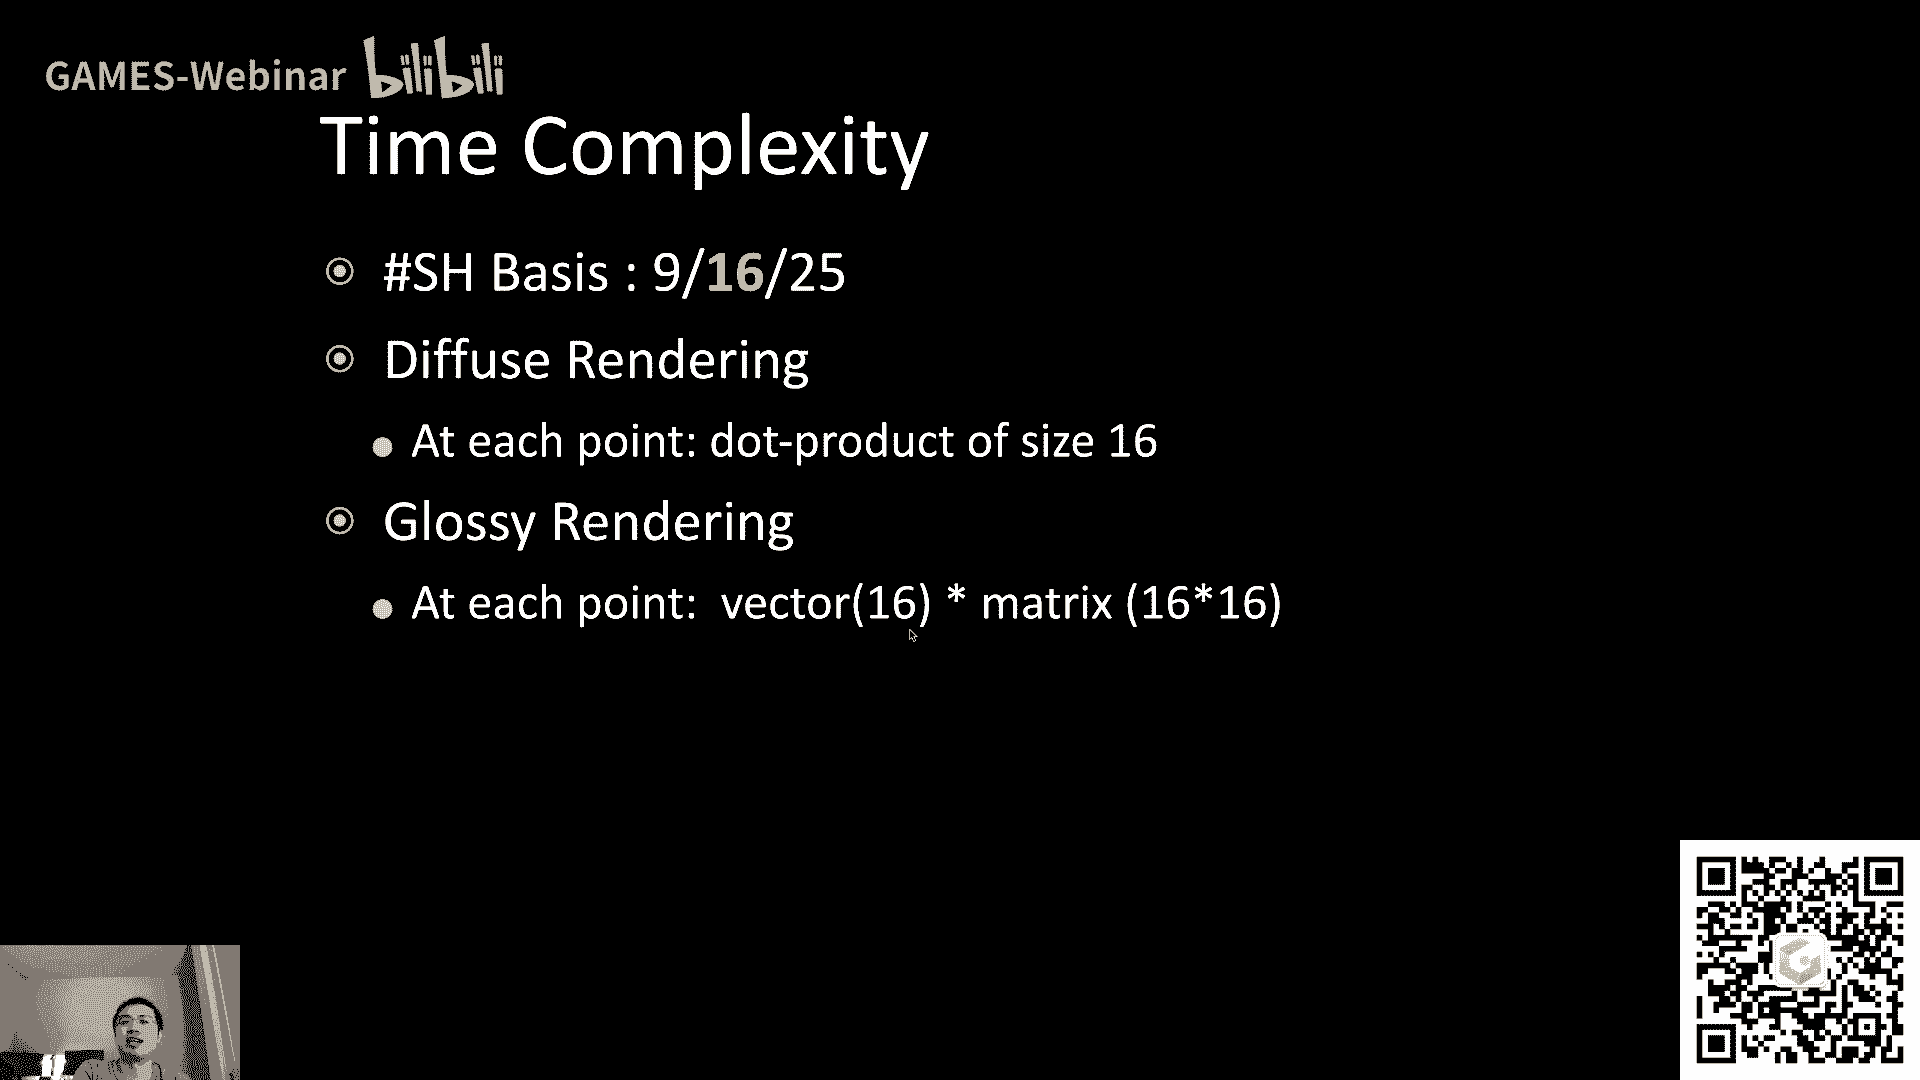 GAMES-Webinar bilibili
Time Complexity
#SH Basis : 9/16/25
Diffuse Rendering
At each point: dot-product of size 16
Glossy Rendering
At each point: vector(16) * matrix (16*16)